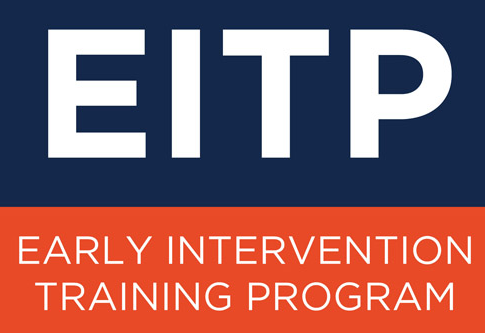 EITP
EARLY INTERVENTION
TRAINING PROGRAM